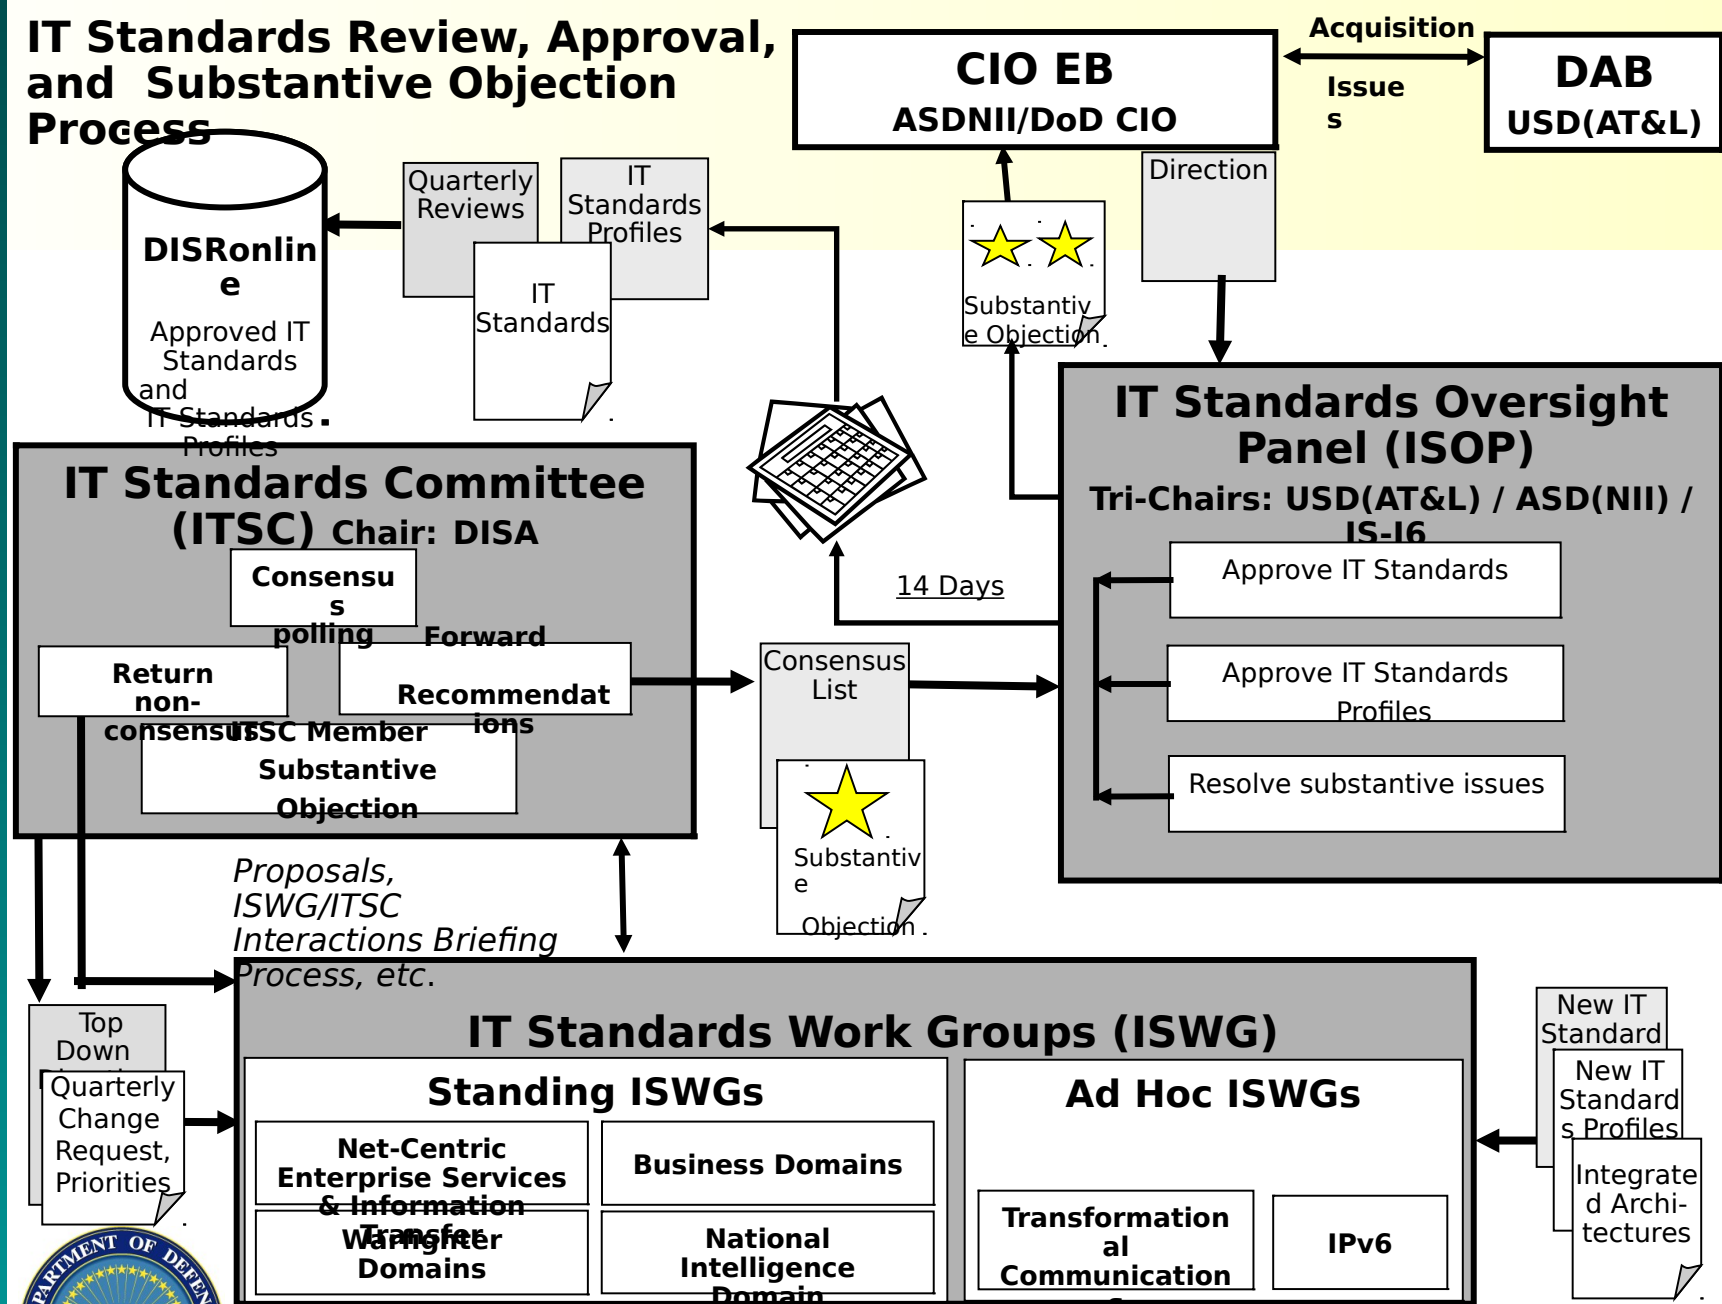 IT Standards Review, Approval,
and Substantive Objection
Process
CIO EB
ASDNII/DoD CIO
Acquisition
Issue
s
DAB
USD(AT&L)
Direction
Quarterly
Reviews
IT
Standards
Profiles
IT
Standards
DISRonlin
e
Approved IT
Standards
and
IT Standards
Profiles
Substantiv
e Objection
IT Standards Oversight
Panel (ISOP)
Tri-Chairs: USD(AT&L) / ASD(NII) /
Approve IT Standards
Approve IT Standards
Profiles
Resolve substantive issues
14 Days
IT Standards Committee
(ITSC) Chair: DISA
Consensu
s
polling
Forward
Recommendat
ions
Return
non-
consensus
ITSC Member
Substantive
Objection
Consensus
List
Substantiv
e
Objection
Proposals,
ISWG/ITSC
Interactions Briefing
Process, etc.
Top
Down
Quarterly
Change
Request,
Priorities
IT Standards Work Groups (ISWG)
Standing ISWGs
Net-Centric
Enterprise Services
& Information
Transfer
Business Domains
Warfighter
Domains
National
Intelligence
Domain
Ad Hoc ISWGs
Transformation
al
Communication
IPv6
New IT
Standard
New IT
Standard
s Profiles
Integrate
d Archi-
tectures